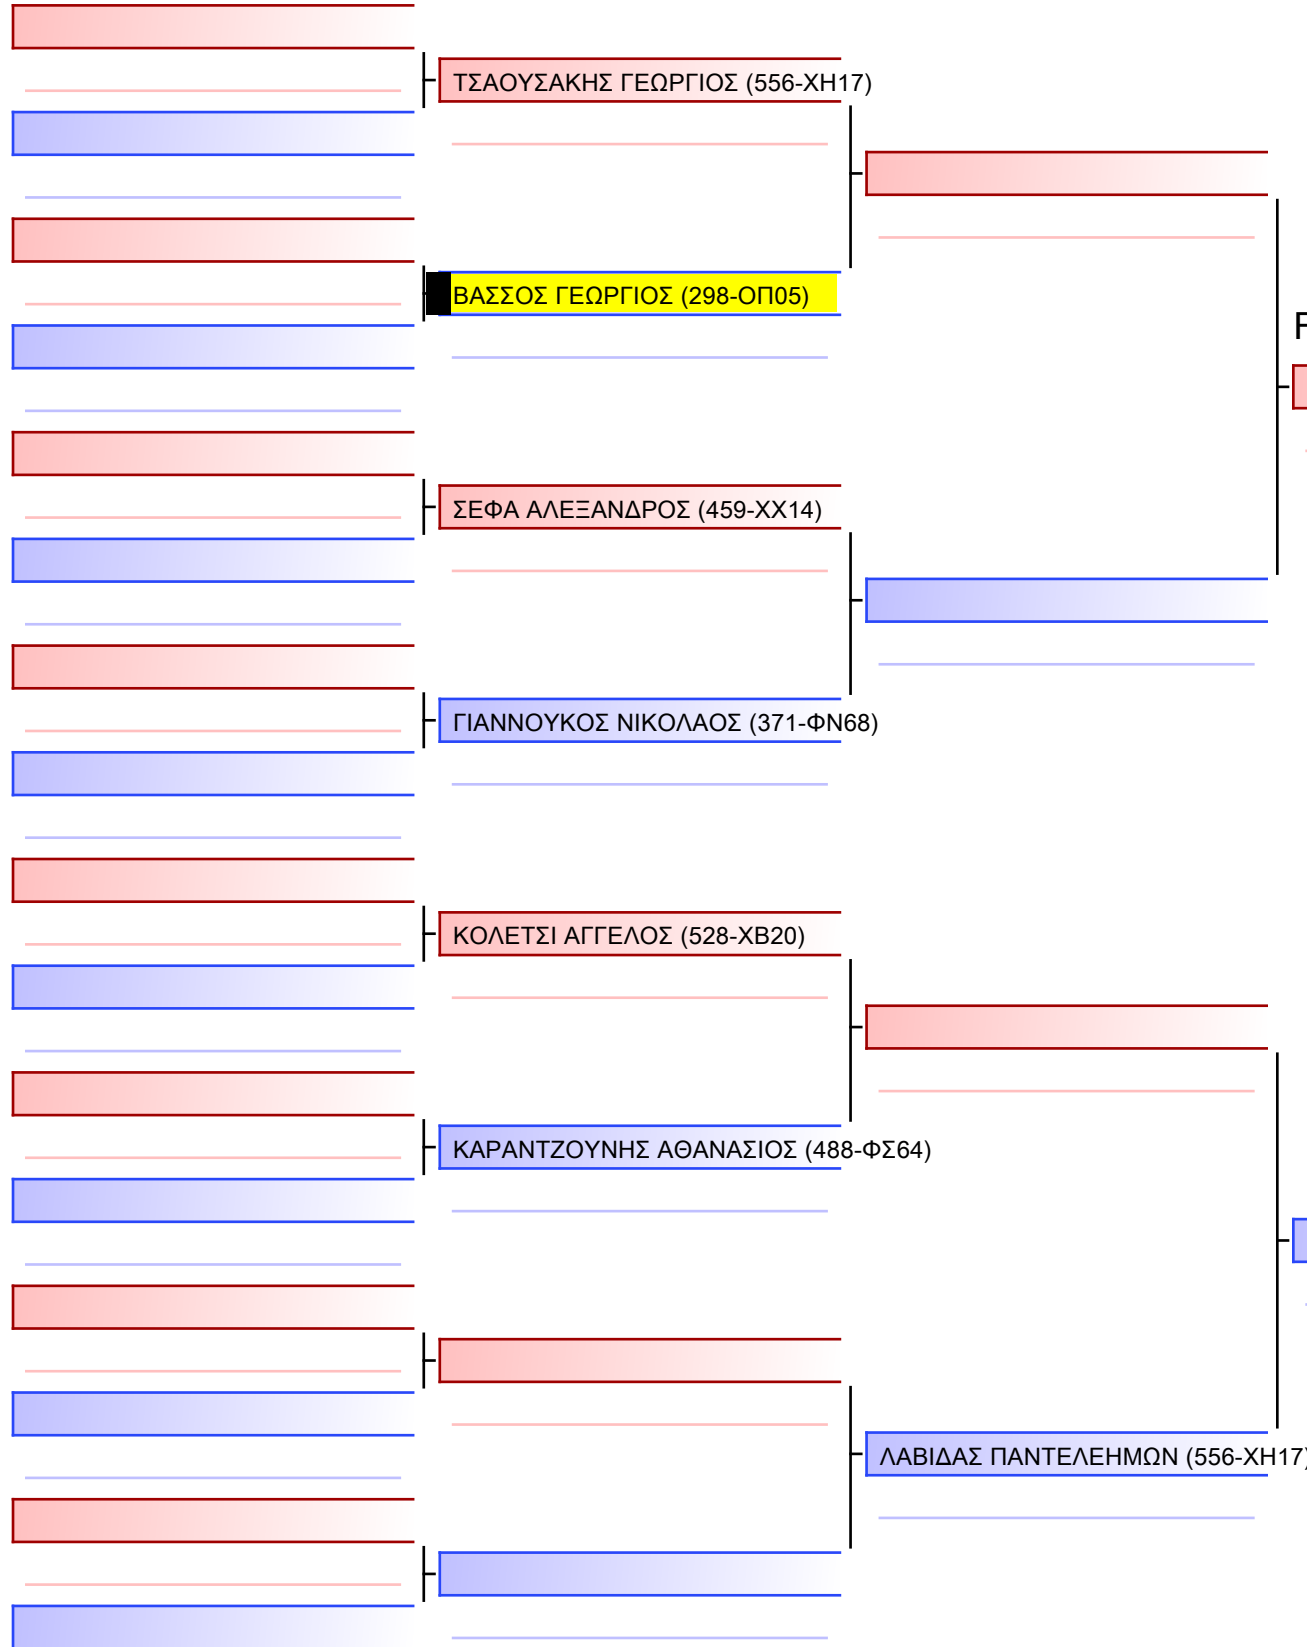 ΤΣΑΟΥΣΑΚΗΣ ΓΕΩΡΓΙΟΣ (556-ΧΗ17)
ΒΑΣΣΟΣ ΓΕΩΡΓΙΟΣ (298-ΟΠ05)
ΣΕΦΑ ΑΛΕΞΑΝΔΡΟΣ (459-ΧΧ14)
ΓΙΑΝΝΟΥΚΟΣ ΝΙΚΟΛΑΟΣ (371-ΦΝ68)
ΚΟΛΕΤΣΙ ΑΓΓΕΛΟΣ (528-ΧΒ20)
ΚΑΡΑΝΤΖΟΥΝΗΣ ΑΘΑΝΑΣΙΟΣ (488-ΦΣ64)
ΛΑΒΙΔΑΣ ΠΑΝΤΕΛΕΗΜΩΝ (556-ΧΗ17)